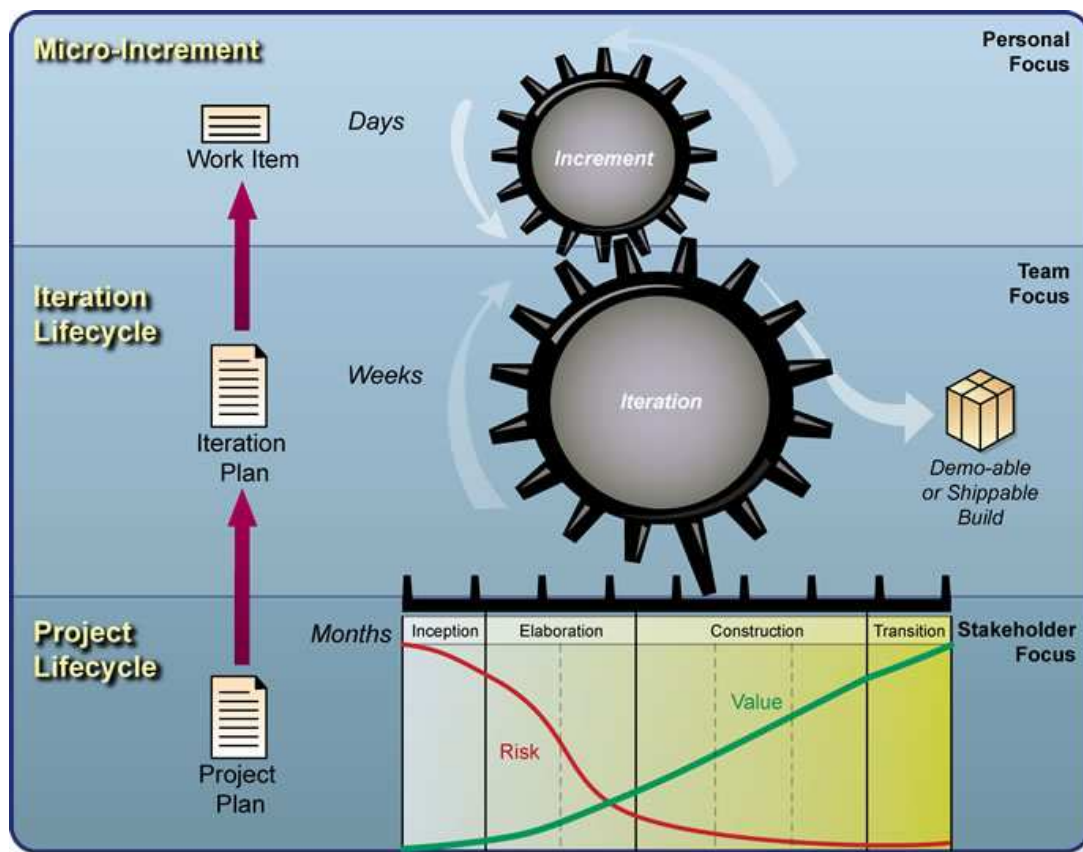 Micro-Increment
Personal
Focus
Days
Increment
Work Item
Iteration
Lifecycle
Team
Focus
Weeks
Iteration
Iteration
Plan
Demo-able
or Shippable
Build
Project
Lifecycle
Months
Inception
Elaboration
Construction
Transition
Stakeholder
Focus
Value
Risk
Project
Plan